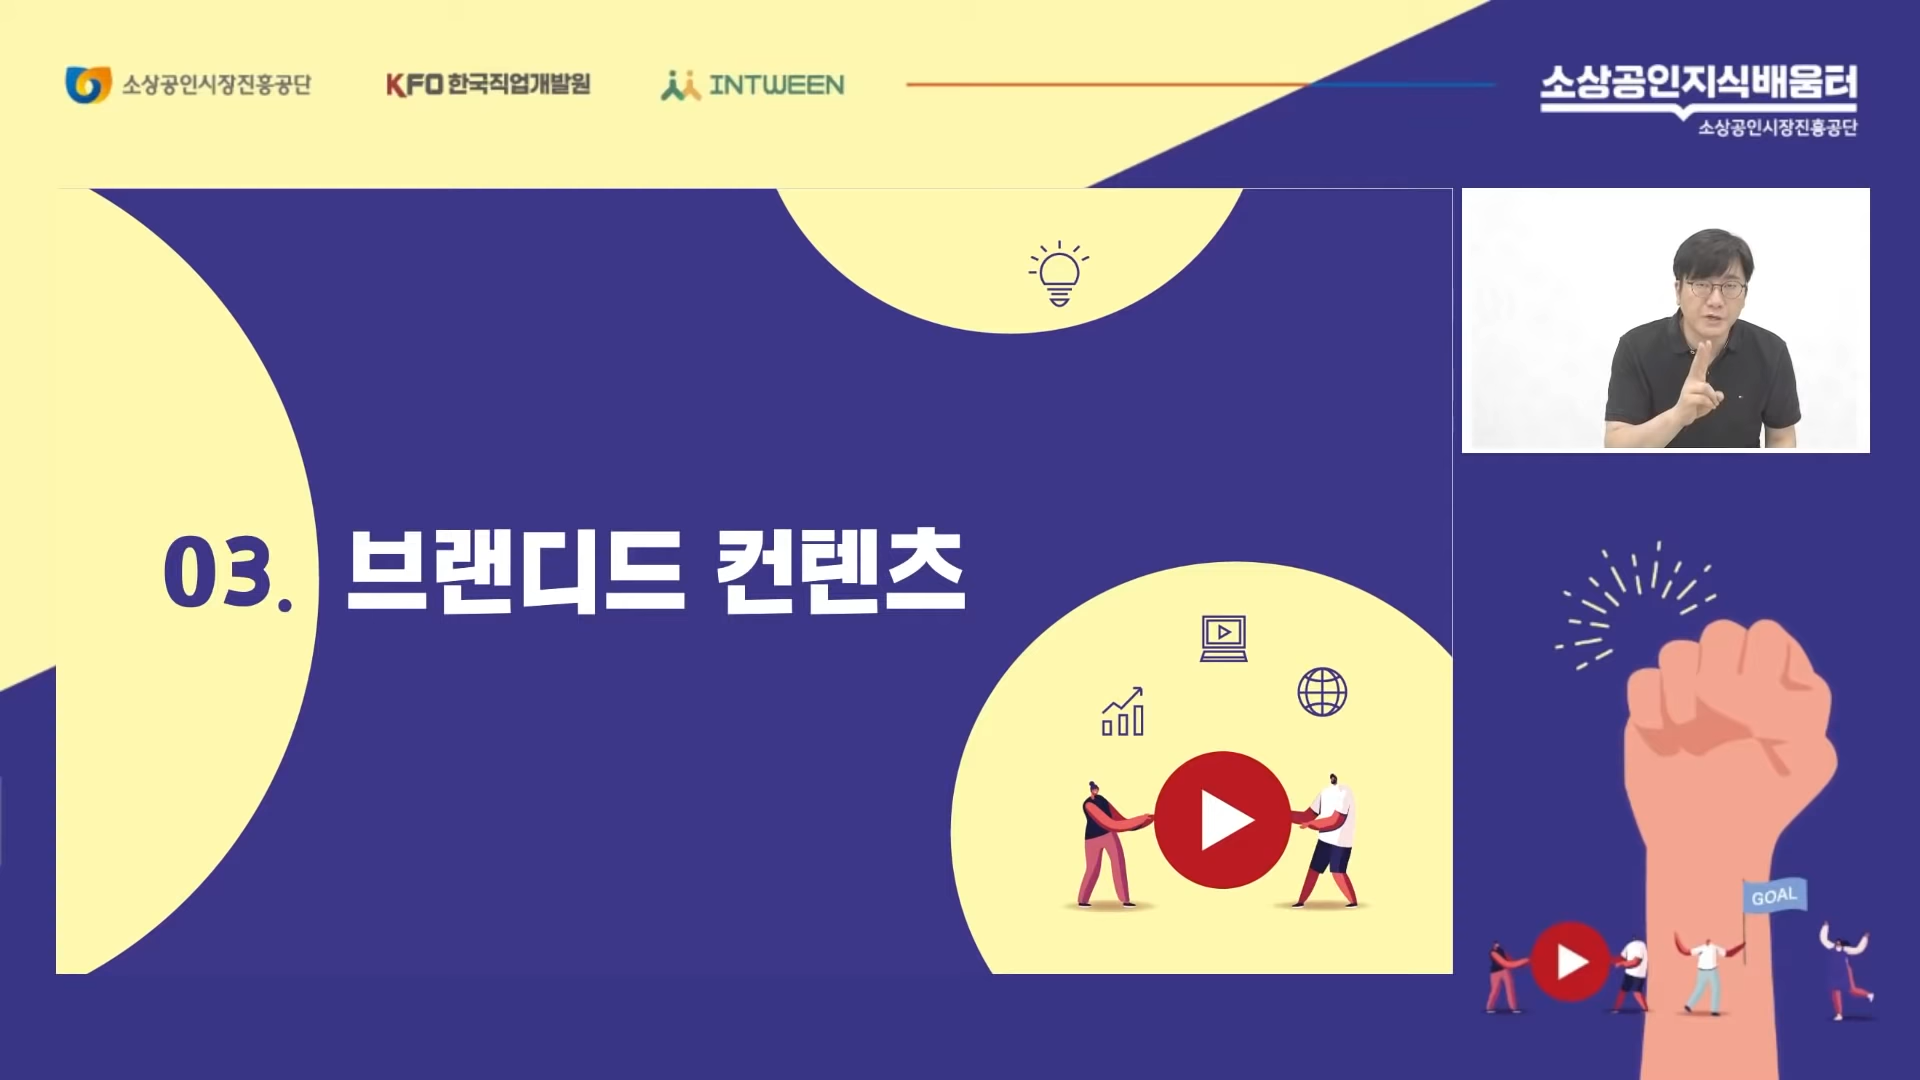 소상공인시장진흥공단
KFO 한국직업개발원
INTWEEN
소상공인지식배움터
소상공인시장진흥공단
03. 브랜디드 컨텐츠
GOAL